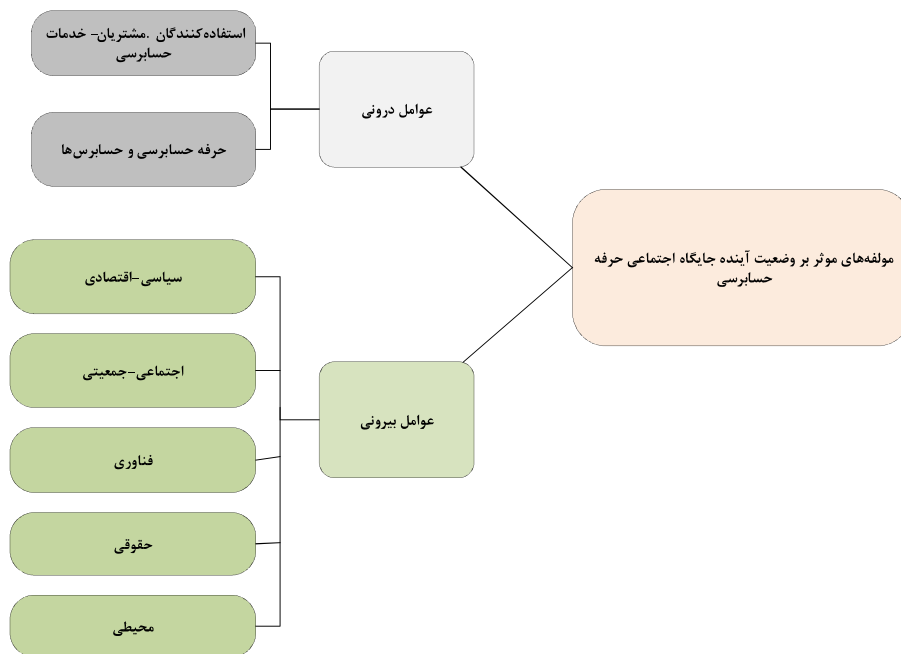 مولفه‌های موثر بر وضعیت آینده جایگاه اجتماعی حرفه
حسابرسی
عوامل درونی
استفاده‌کنندگان .مشتریان- خدمات
حسابرسی
حرفه حسابرسی و حسابرس‌ها
عوامل بیرونی
سیاسی-اقتصادی
اجتماعی-جمعیتی
فناوری
حقوقی
محیطی